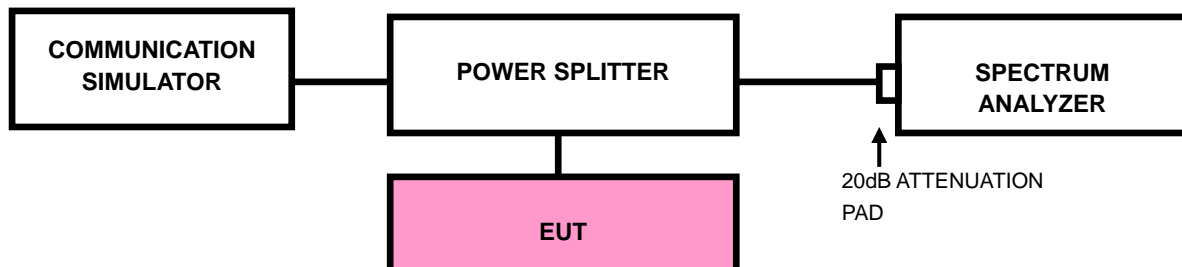 COMMUNICATION
SIMULATOR
POWER SPLITTER
SPECTRUM
ANALYZER
20dB ATTENUATION
PAD
EUT